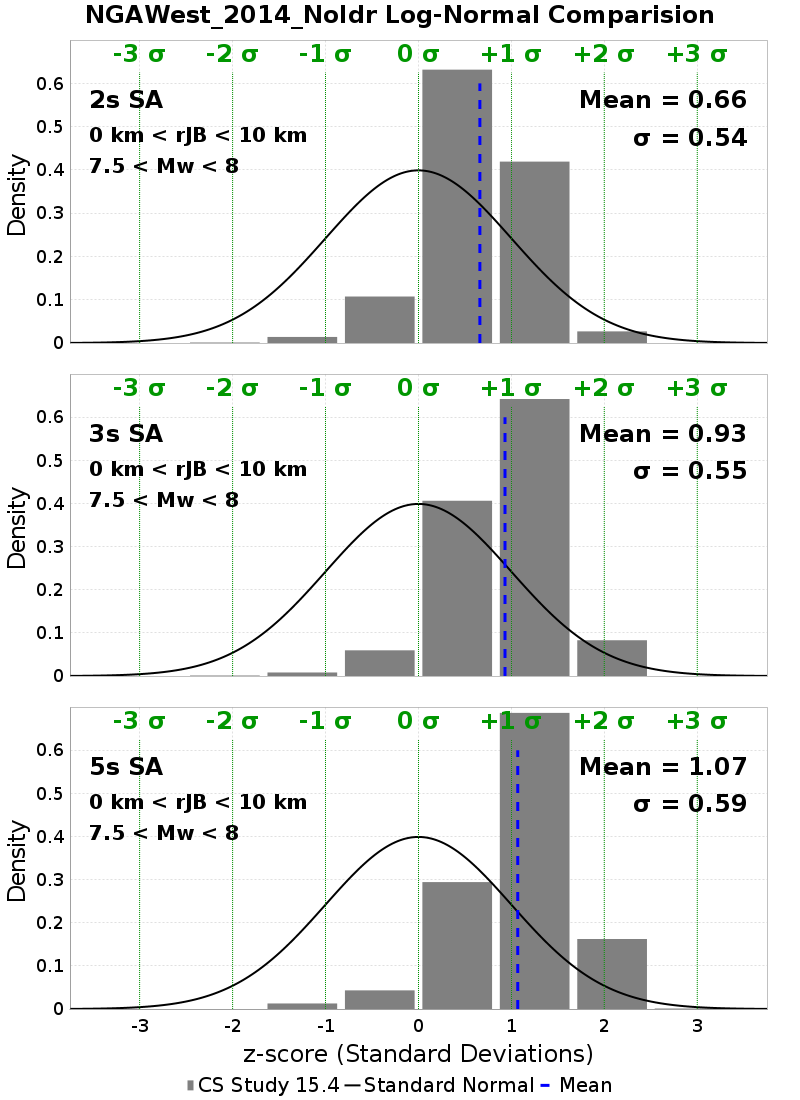 NGAWest_2014_NoIdr Log-Normal Comparision
-3 σ -2 σ -1 σ 0 σ +1 σ +2 σ +3 σ
2s SA
0 km < rJB < 10 km
7.5 < Mw < 8
Mean = 0.66
σ = 0.54
Density
0.6
0.5
0.4
0.3
0.2
0.1
0
-3 σ -2 σ -1 σ 0 σ +1 σ +2 σ +3 σ
3s SA
0 km < rJB < 10 km
7.5 < Mw < 8
Mean = 0.93
σ = 0.55
Density
0.6
0.5
0.4
0.3
0.2
0.1
0
-3 σ -2 σ -1 σ 0 σ +1 σ +2 σ +3 σ
5s SA
0 km < rJB < 10 km
7.5 < Mw < 8
Mean = 1.07
σ = 0.59
Density
0.6
0.5
0.4
0.3
0.2
0.1
0
-3 -2 -1 0 1 2 3
z-score (Standard Deviations)
CS Study 15.4 Standard Normal Mean